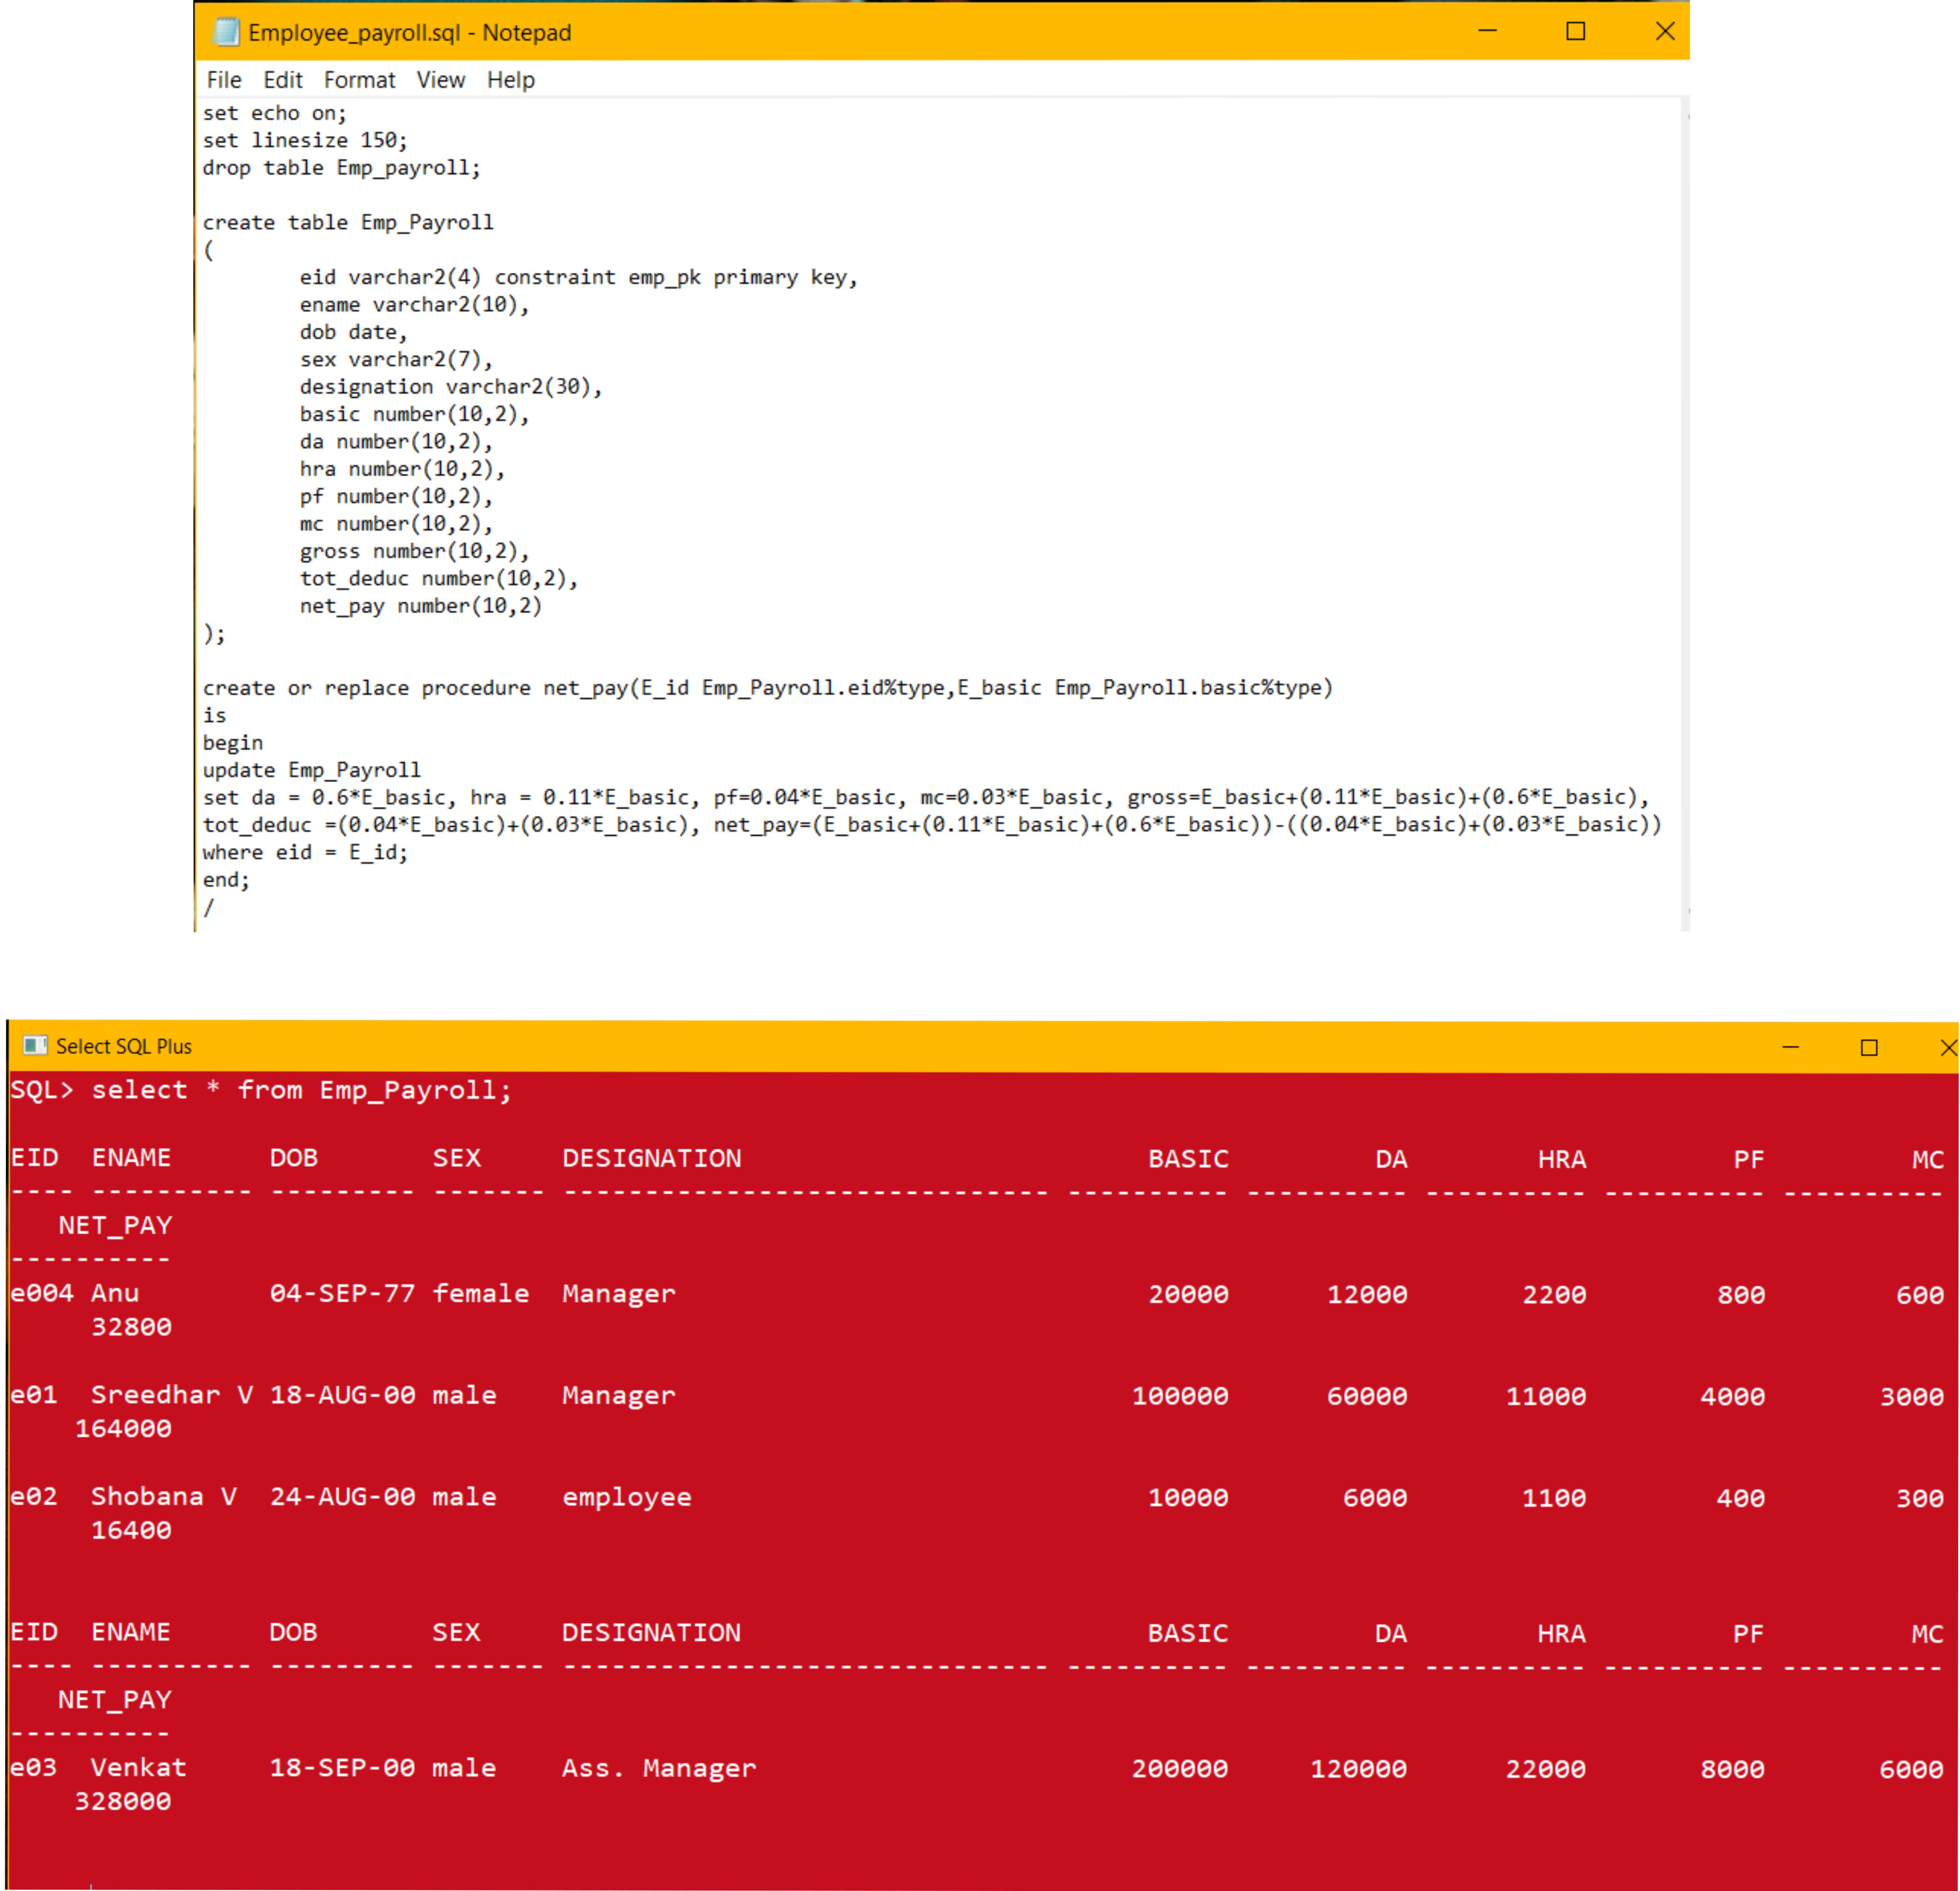 Employee_payroll.sql - Notepad
File Edit Format View Help
set echo on;
set linesize 150;
drop table Emp_payroll;
create table Emp_Payroll
(
eid varchar2(4) constraint emp_pk primary key,
ename varchar2(10),
dob date,
sex varchar2(7),
designation varchar2(30),
basic number(10,2),
da number(10,2),
hra number(10,2),
pf number(10,2),
mc number(10,2),
gross number(10,2),
tot_deduc number(10,2),
net_pay number(10,2)
);
create or replace procedure net_pay(E_id Emp_Payroll.eid%type,E_basic Emp_Payroll.basic%type)
is
begin
update Emp_Payroll
set da = 0.6*E_basic, hra = 0.11*E_basic, pf=0.04*E_basic, mc=0.03*E_basic, gross=E_basic+(0.11*E_basic)+(0.6*E_basic),
tot_deduc =(0.04*E_basic)+(0.03*E_basic), net_pay=(E_basic+(0.11*E_basic)+(0.6*E_basic))-((0.04*E_basic)+(0.03*E_basic))
where eid = E_id;
end;
/
Select SQL Plus
SQL> select * from Emp_Payroll;
EID ENAME DOB SEX DESIGNATION BASIC DA HRA PF MC
---- ---------- --------- ------- ------------------------------ ---------- ---------- ---------- ---------- ----------
NET_PAY
----------
e004 Anu 04-SEP-77 female Manager 20000 12000 2200 800 600
32800
e01 Sreedhar V 18-AUG-00 male Manager 100000 60000 11000 4000 3000
164000
e02 Shobana V 24-AUG-00 male employee 10000 6000 1100 400 300
16400
EID ENAME DOB SEX DESIGNATION BASIC DA HRA PF MC
---- ---------- --------- ------- ------------------------------ ---------- ---------- ---------- ---------- ----------
NET_PAY
----------
e03 Venkat 18-SEP-00 male Ass. Manager 200000 120000 22000 8000 6000
328000